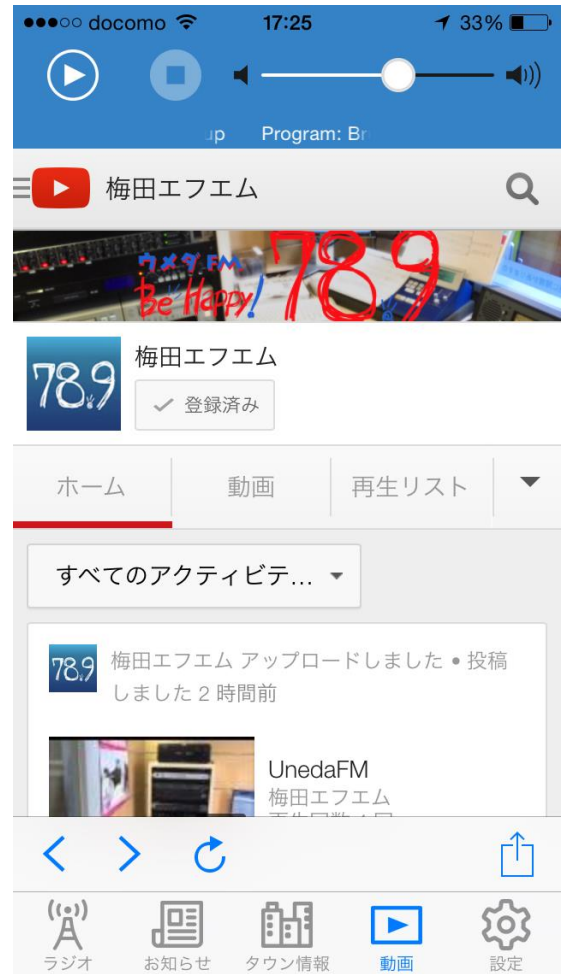 docomo 17:25 33%
up Program: Br
梅田エフエム
ウメダFM
Be Happy! 78.9
78.9 梅田エフエム
登録済み
ホーム 動画 再生リスト
すべてのアクティビテ...
78.9 梅田エフエム アップロードしました • 投稿
しました 2 時間前
UnedaFM
梅田エフエム
ラジオ お知らせ タウン情報 動画 設定